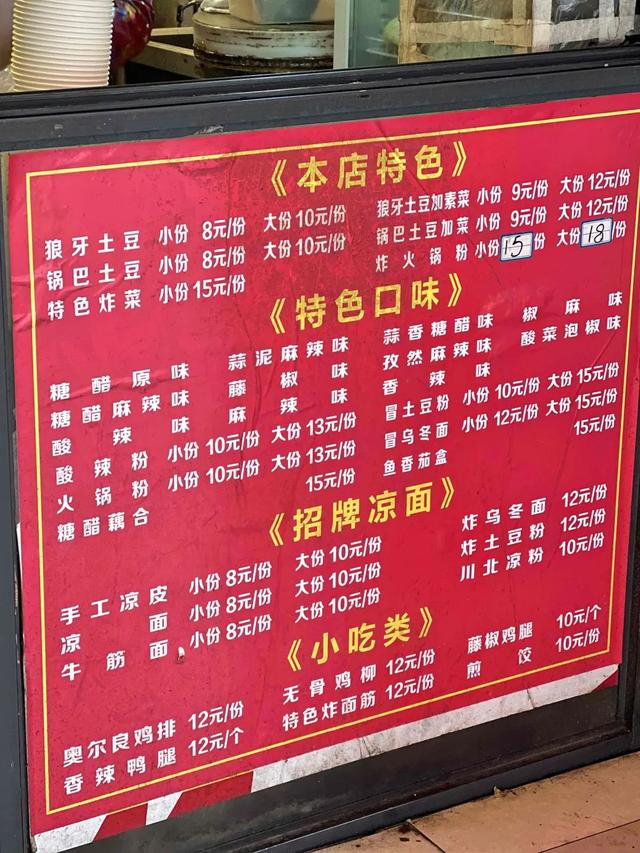 《本店特色》
狼牙土豆 小份 8元/份 大份10元/份
锅巴土豆 小份 8元/份 大份10元/份
特色炸菜 小份15元/份
狼牙土豆加素菜 小份 9元/份 大份12元/份
锅巴土豆加菜 小份 9元/份 大份12元/份
炸火锅粉 小份15份 大份18份
《特色口味》
糖醋原味 蒜泥麻辣味
糖醋麻辣味 藤椒味
酸辣味 麻辣味
酸辣粉 小份10元/份 大份13元/份
火锅粉 小份10元/份 大份13元/份
糖醋藕合 15元/份
蒜香糖醋味 椒麻味
孜然麻辣味 酸菜泡椒味
香辣味
冒土豆粉 小份10元/份 大份15元/份
冒乌冬面 小份12元/份 大份15元/份
鱼香茄盒 15元/份
《招牌凉面》
手工凉皮 小份8元/份 大份10元/份
凉面 小份8元/份 大份10元/份
牛筋面 小份8元/份 大份10元/份
炸乌冬面 12元/份
炸土豆粉 12元/份
川北凉粉 10元/份
《小吃类》
奥尔良鸡排 12元/份
香辣鸭腿 12元/个
无骨鸡柳 12元/份
特色炸面筋 12元/份
藤椒鸡腿 10元/个
煎饺 10元/份